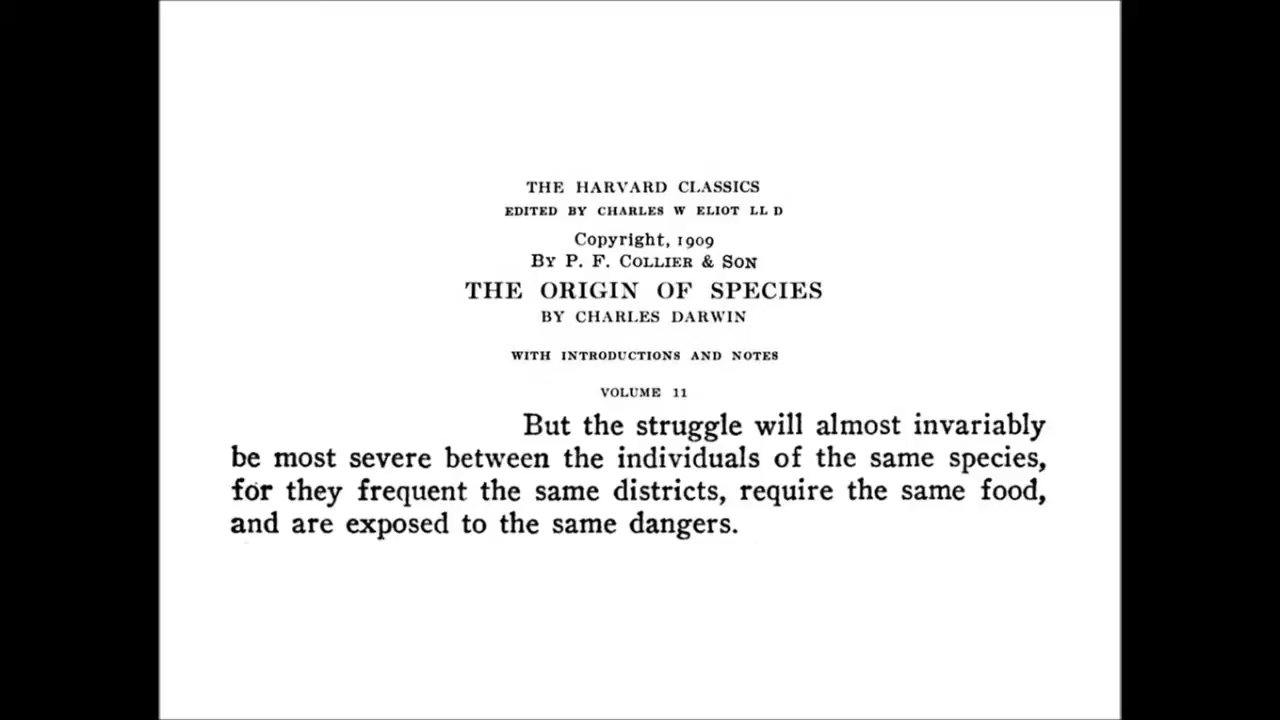 THE HARVARD CLASSICS
EDITED BY CHARLES W ELIOT LL D
Copyright, 1909
BY P. F. COLLIER & SON
THE ORIGIN OF SPECIES
BY CHARLES DARWIN
WITH INTRODUCTIONS AND NOTES
VOLUME 11
But the struggle will almost invariably
be most severe between the individuals of the same species,
for they frequent the same districts, require the same food,
and are exposed to the same dangers.